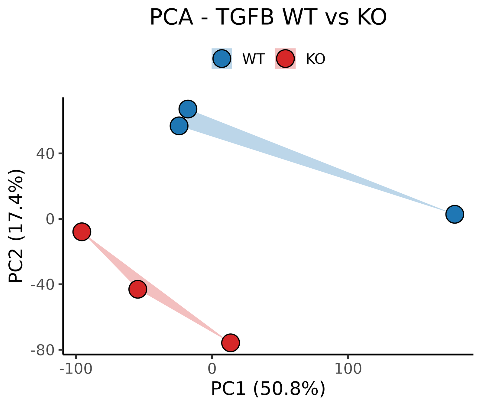 PCA - TGFB WT vs KO
WT KO
40
0
-40
-80
PC2 (17.4%)
-100 0 100
PC1 (50.8%)